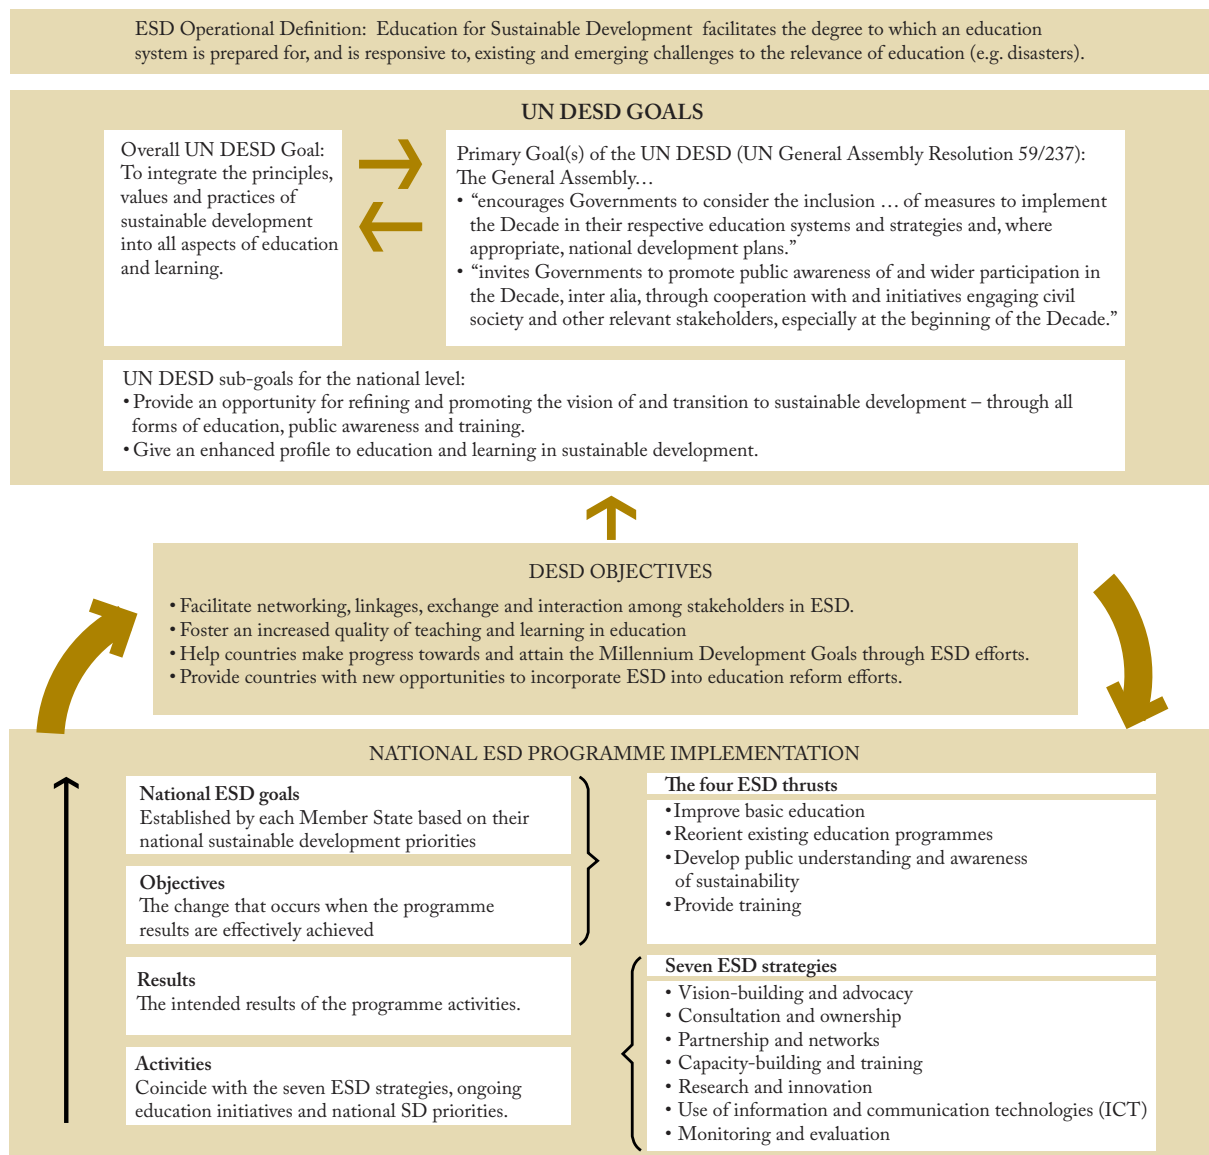 ESD Operational Definition: Education for Sustainable Development facilitates the degree to which an education
system is prepared for, and is responsive to, existing and emerging challenges to the relevance of education (e.g. disasters).
UN DESD GOALS
Overall UN DESD Goal:
To integrate the principles,
values and practices of
sustainable development
into all aspects of education
and learning.
Primary Goal(s) of the UN DESD (UN General Assembly Resolution 59/237):
The General Assembly…
• “encourages Governments to consider the inclusion … of measures to implement
the Decade in their respective education systems and strategies and, where
appropriate, national development plans.”
• “invites Governments to promote public awareness of and wider participation in
the Decade, inter alia, through cooperation with and initiatives engaging civil
society and other relevant stakeholders, especially at the beginning of the Decade.”
UN DESD sub-goals for the national level:
• Provide an opportunity for refining and promoting the vision of and transition to sustainable development – through all
forms of education, public awareness and training.
• Give an enhanced profile to education and learning in sustainable development.
DESD OBJECTIVES
• Facilitate networking, linkages, exchange and interaction among stakeholders in ESD.
• Foster an increased quality of teaching and learning in education
• Help countries make progress towards and attain the Millennium Development Goals through ESD efforts.
• Provide countries with new opportunities to incorporate ESD into education reform efforts.
NATIONAL ESD PROGRAMME IMPLEMENTATION
National ESD goals
Established by each Member State based on their
national sustainable development priorities
Objectives
The change that occurs when the programme
results are effectively achieved
Results
The intended results of the programme activities.
Activities
Coincide with the seven ESD strategies, ongoing
education initiatives and national SD priorities.
The four ESD thrusts
• Improve basic education
• Reorient existing education programmes
• Develop public understanding and awareness
of sustainability
• Provide training
Seven ESD strategies
• Vision-building and advocacy
• Consultation and ownership
• Partnership and networks
• Capacity-building and training
• Research and innovation
• Use of information and communication technologies (ICT)
• Monitoring and evaluation